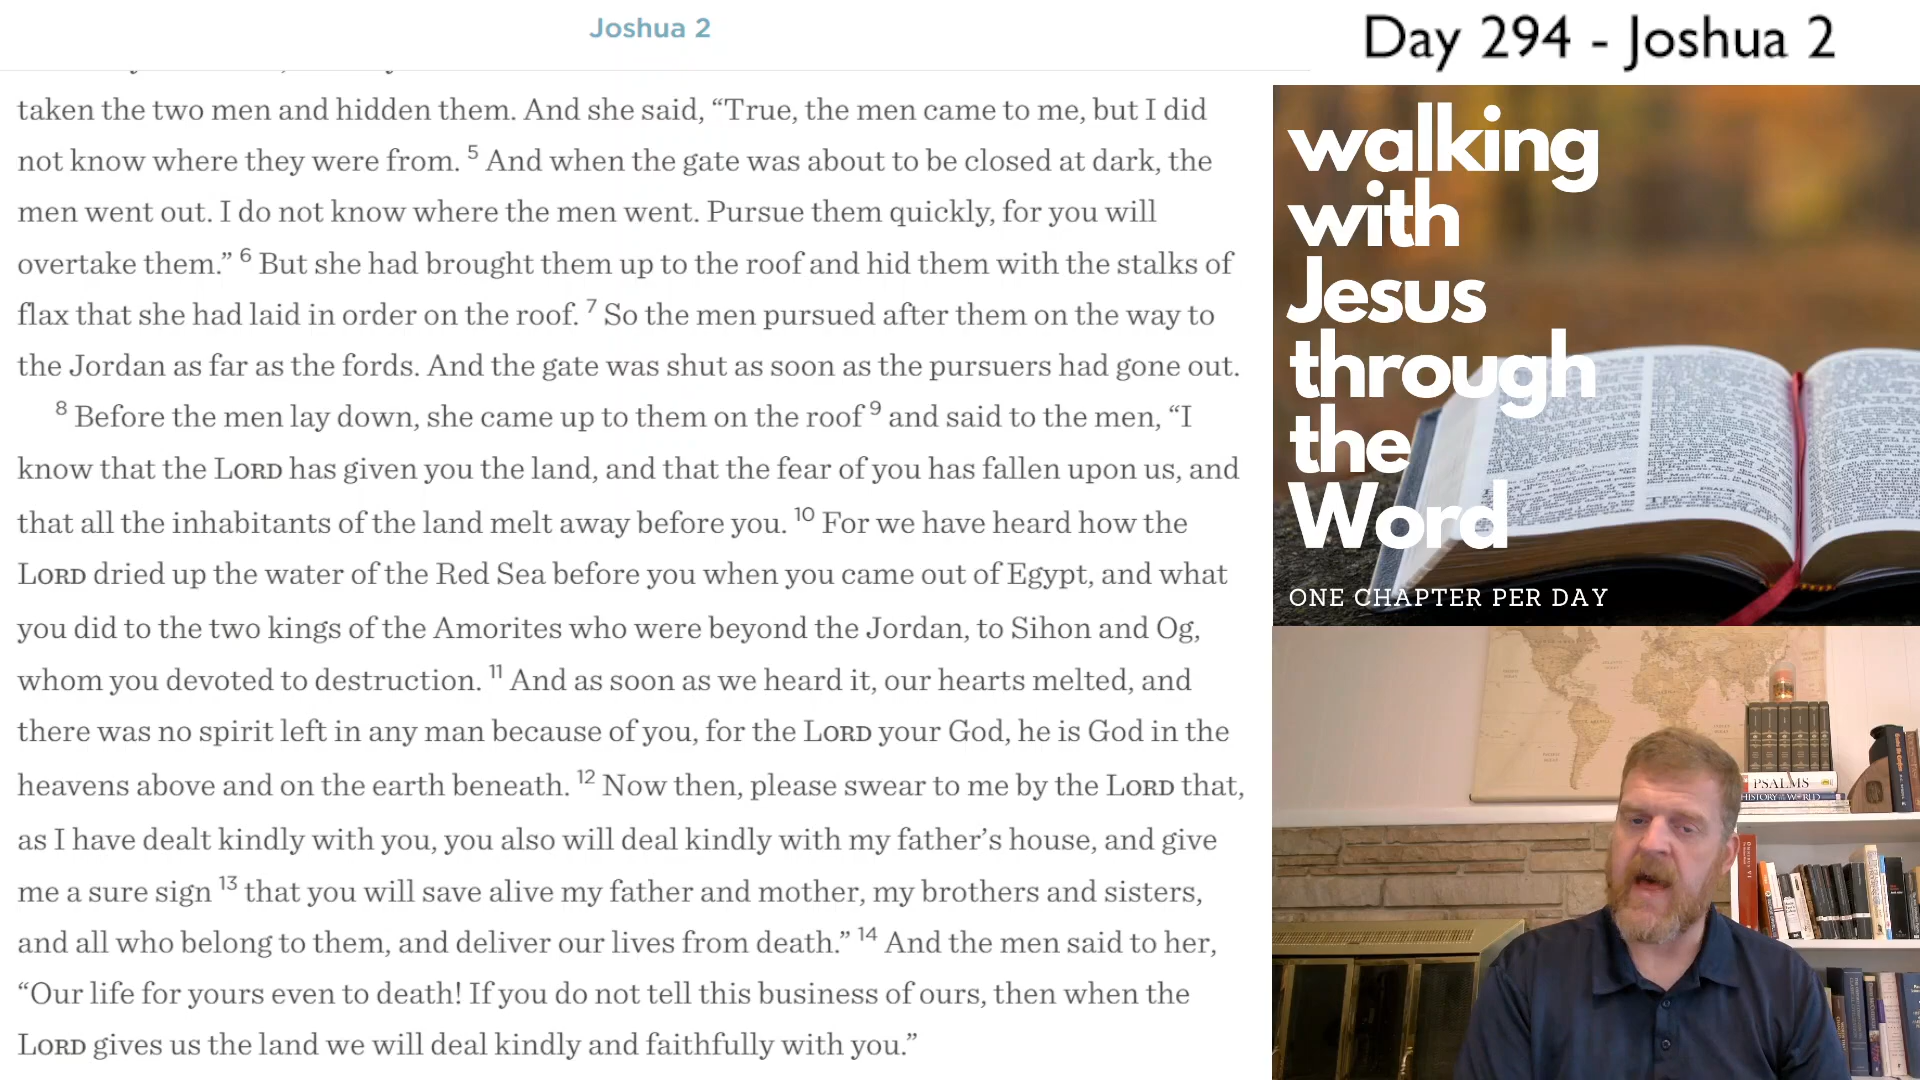 Joshua 2
Day 294 - Joshua 2
taken the two men and hidden them. And she said, “True, the men came to me, but I did
not know where they were from. 5 And when the gate was about to be closed at dark, the
men went out. I do not know where the men went. Pursue them quickly, for you will
overtake them.” 6 But she had brought them up to the roof and hid them with the stalks of
flax that she had laid in order on the roof. 7 So the men pursued after them on the way to
the Jordan as far as the fords. And the gate was shut as soon as the pursuers had gone out.
8 Before the men lay down, she came up to them on the roof 9 and said to the men, “I
know that the LORD has given you the land, and that the fear of you has fallen upon us, and
that all the inhabitants of the land melt away before you. 10 For we have heard how the
LORD dried up the water of the Red Sea before you when you came out of Egypt, and what
you did to the two kings of the Amorites who were beyond the Jordan, to Sihon and Og,
whom you devoted to destruction. 11 And as soon as we heard it, our hearts melted, and
there was no spirit left in any man because of you, for the LORD your God, he is God in the
heavens above and on the earth beneath. 12 Now then, please swear to me by the LORD that,
as I have dealt kindly with you, you also will deal kindly with my father’s house, and give
me a sure sign 13 that you will save alive my father and mother, my brothers and sisters,
and all who belong to them, and deliver our lives from death.” 14 And the men said to her,
“Our life for yours even to death! If you do not tell this business of ours, then when the
LORD gives us the land we will deal kindly and faithfully with you.”
walking
with
Jesus
through
the
Word
ONE CHAPTER PER DAY
PSALMS
HISTORY OF THE WORLD